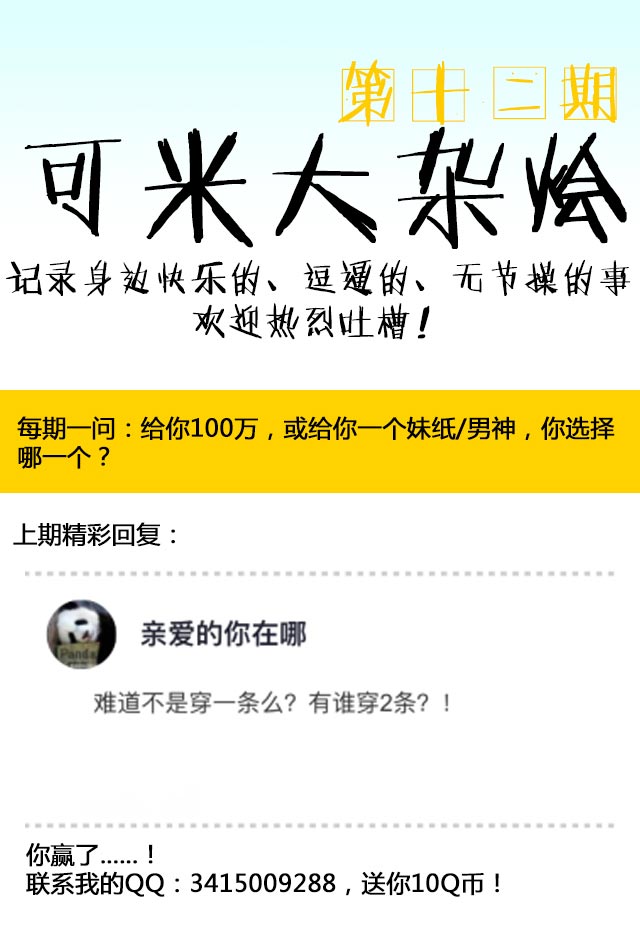 第十二期
可米大杂烩
记录身边快乐的、逗逼的、无节操的事
欢迎热烈吐槽！
每期一问：给你100万，或给你一个妹纸/男神，你选择
哪一个？
上期精彩回复：
Panda
亲爱的你在哪
难道不是穿一条么？有谁穿2条？！
你赢了......！
联系我的QQ：3415009288，送你10Q币！